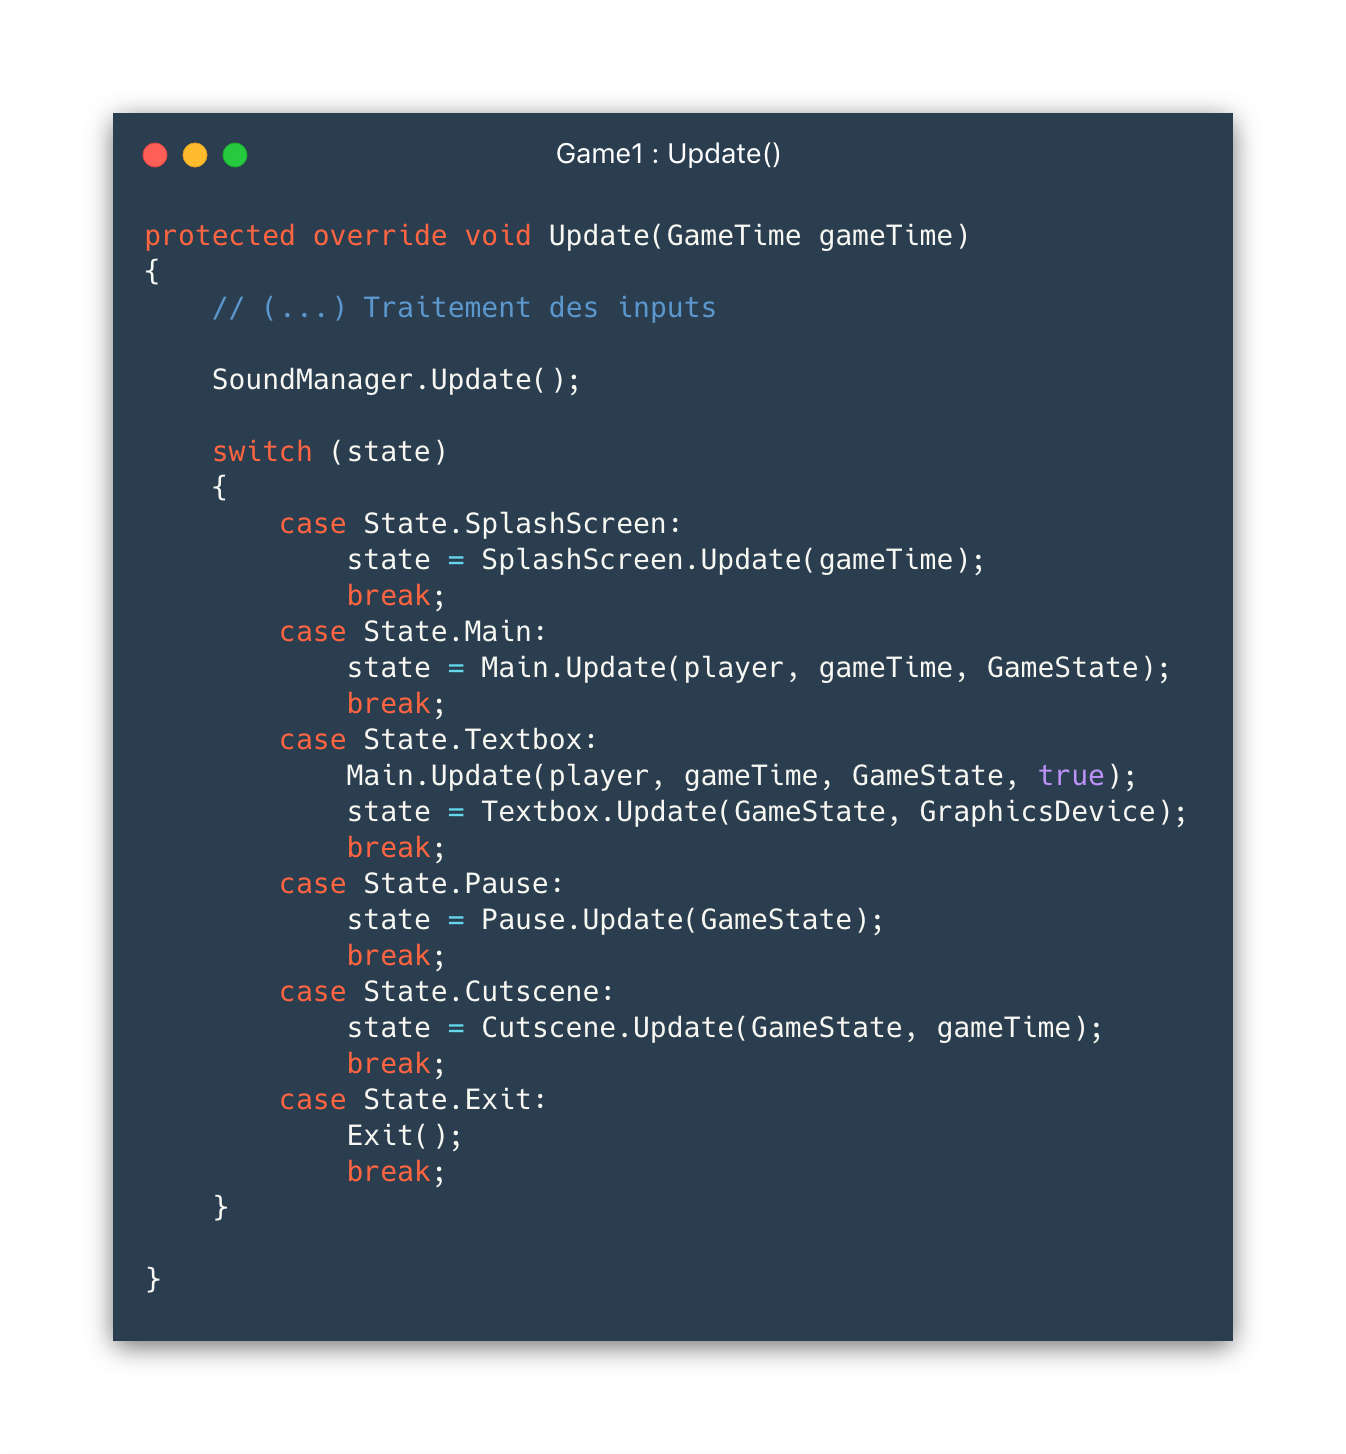 Game1 : Update()
protected override void Update(GameTime gameTime)
{
    // (...) Traitement des inputs
    SoundManager.Update();
    switch (state)
    {
        case State.SplashScreen:
            state = SplashScreen.Update(gameTime);
            break;
        case State.Main:
            state = Main.Update(player, gameTime, GameState);
            break;
        case State.Textbox:
            Main.Update(player, gameTime, GameState, true);
            state = Textbox.Update(GameState, GraphicsDevice);
            break;
        case State.Pause:
            state = Pause.Update(GameState);
            break;
        case State.Cutscene:
            state = Cutscene.Update(GameState, gameTime);
            break;
        case State.Exit:
            Exit();
            break;
    }
}